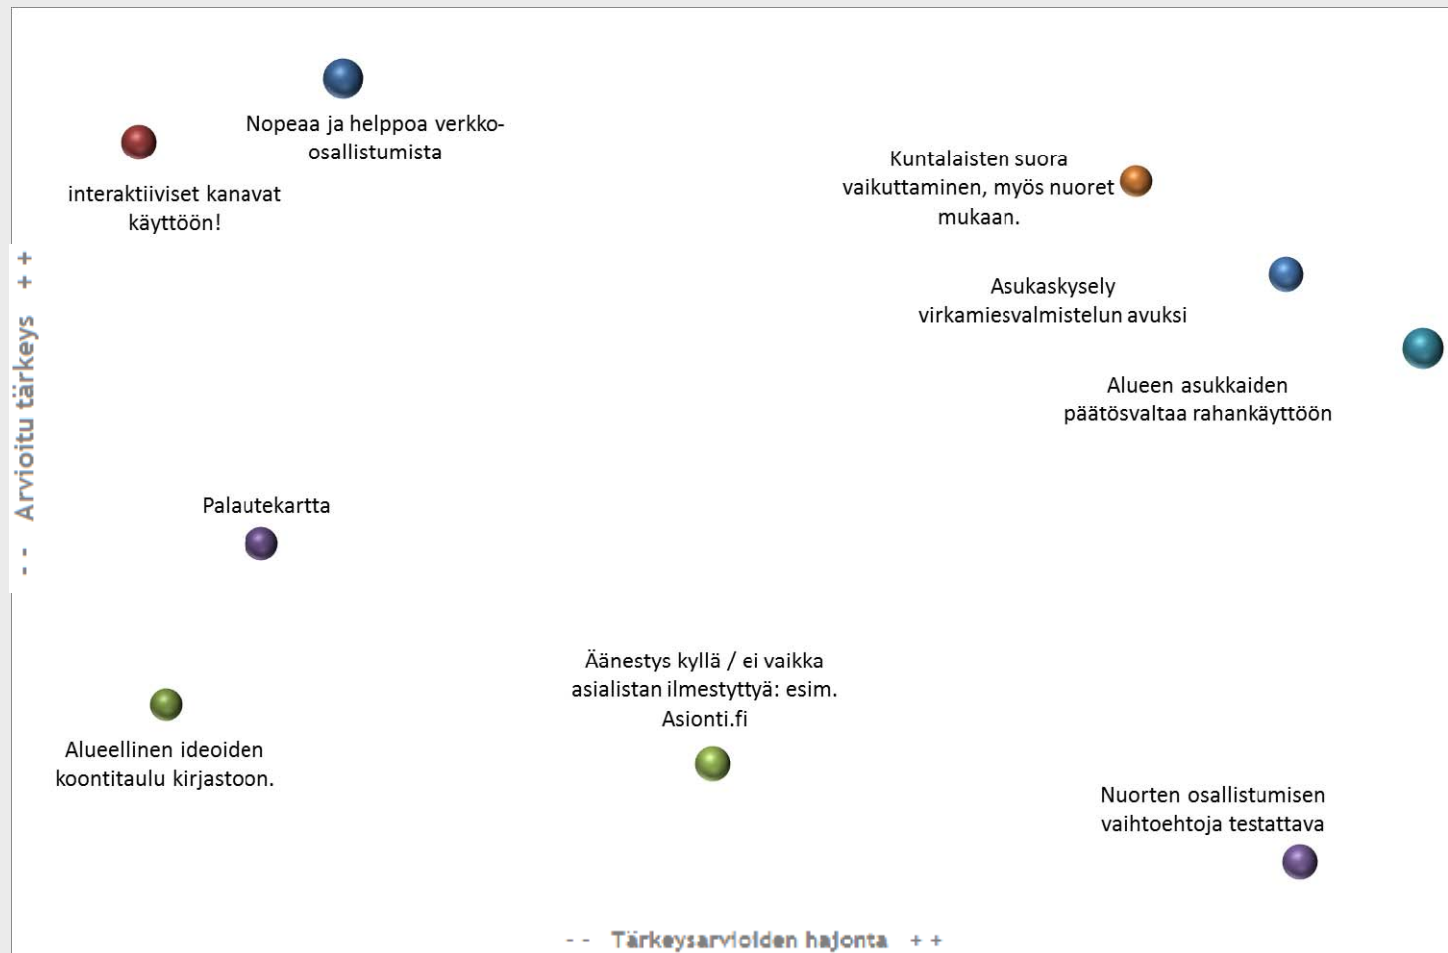 Nopeaa ja helppoa verkko-
osallistumista
interaktiiviset kanavat
käyttöön!
Kuntalaisten suora
vaikuttaminen, myös nuoret
mukaan.
Asukaskysely
virkamiesvalmistelun avuksi
Alueen asukkaiden
päätösvaltaa rahankäyttöön
- - Arvioitu tärkeys + +
Palautekartta
Äänestys kyllä / ei vaikka
asialistan ilmestyttyä: esim.
Asionti.fi
Alueellinen ideoiden
koontitaulu kirjastoon.
Nuorten osallistumisen
vaihtoehtoja testattava
- - Tärkeysarvioiden hajonta + +